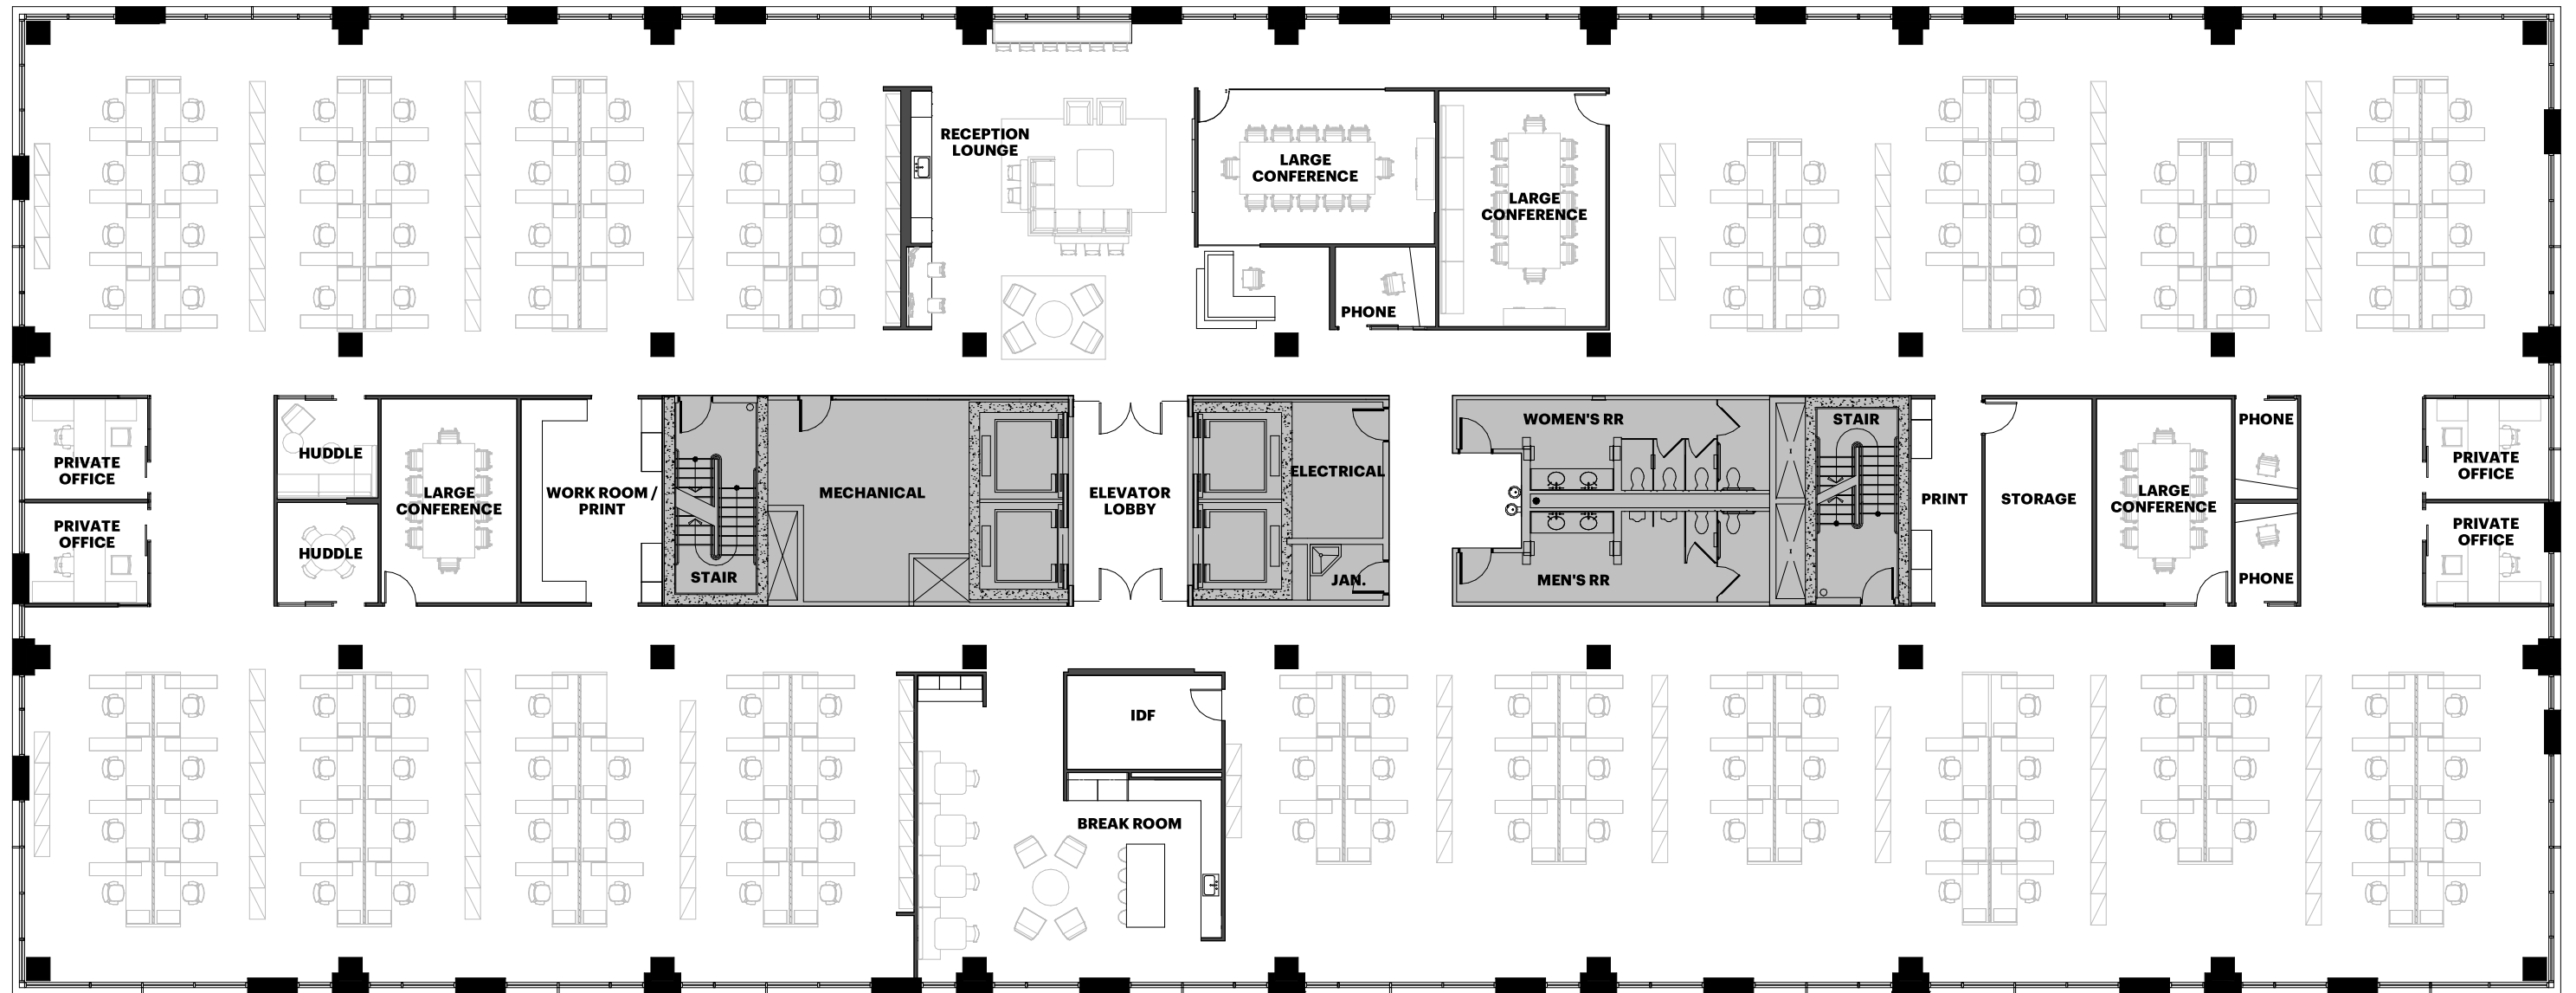 RECEPTION
LOUNGE
LARGE
CONFERENCE
LARGE
CONFERENCE
PHONE
PRIVATE
OFFICE
PRIVATE
OFFICE
HUDDLE
HUDDLE
LARGE
CONFERENCE
WORK ROOM /
PRINT
STAIR
MECHANICAL
ELEVATOR
LOBBY
ELECTRICAL
JAN.
WOMEN'S RR
MEN'S RR
STAIR
PRINT
STORAGE
LARGE
CONFERENCE
PHONE
PHONE
PRIVATE
OFFICE
PRIVATE
OFFICE
IDF
BREAK ROOM